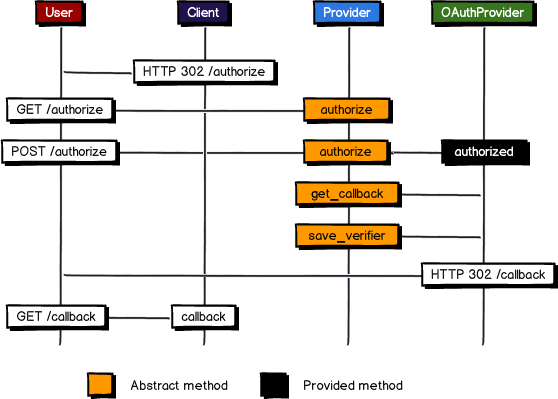 User Client Provider OAuthProvider
HTTP 302 /authorize
GET /authorize authorize
POST /authorize authorize authorized
get_callback
save_verifier
HTTP 302 /callback
GET /callback callback
Abstract method Provided method